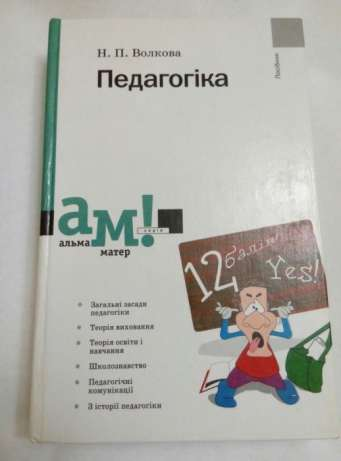 Посібник
Н. П. Волкова
Педагогіка
ам!
серія
альма
матер
12 балів
Yes!
Загальні засади
педагогіки
Теорія виховання
Теорія освіти і
навчання
Школознавство
Педагогічні
комунікації
З історії педагогіки